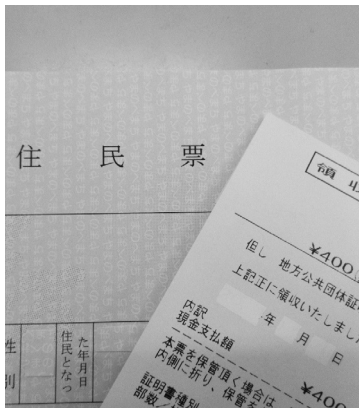 住民票
性別
住民となっ
た年月日
領収
¥400
但し 地方公共団体証
上記正に領収いたしまし
年 月 日
内訳
現金支払額
¥400
本票を保管頂く場合は
内側に折り、保管を
証明書種別
部数/